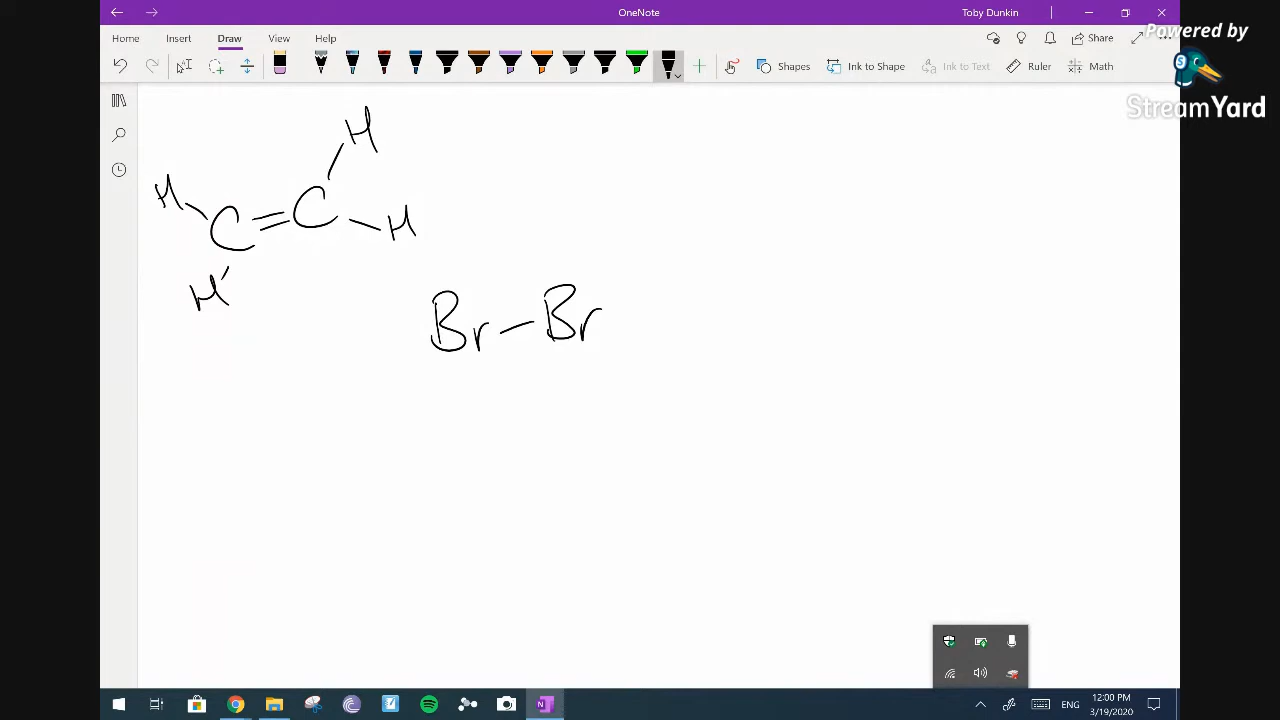 OneNote
Toby Dunkin
Powered by
StreamYard
Home Insert Draw View Help
Share
Shapes Ink to Shape Ink to Text Ruler Math
H
H
C=C
H
H
Br-Br
ENG
12:00 PM
3/19/2020